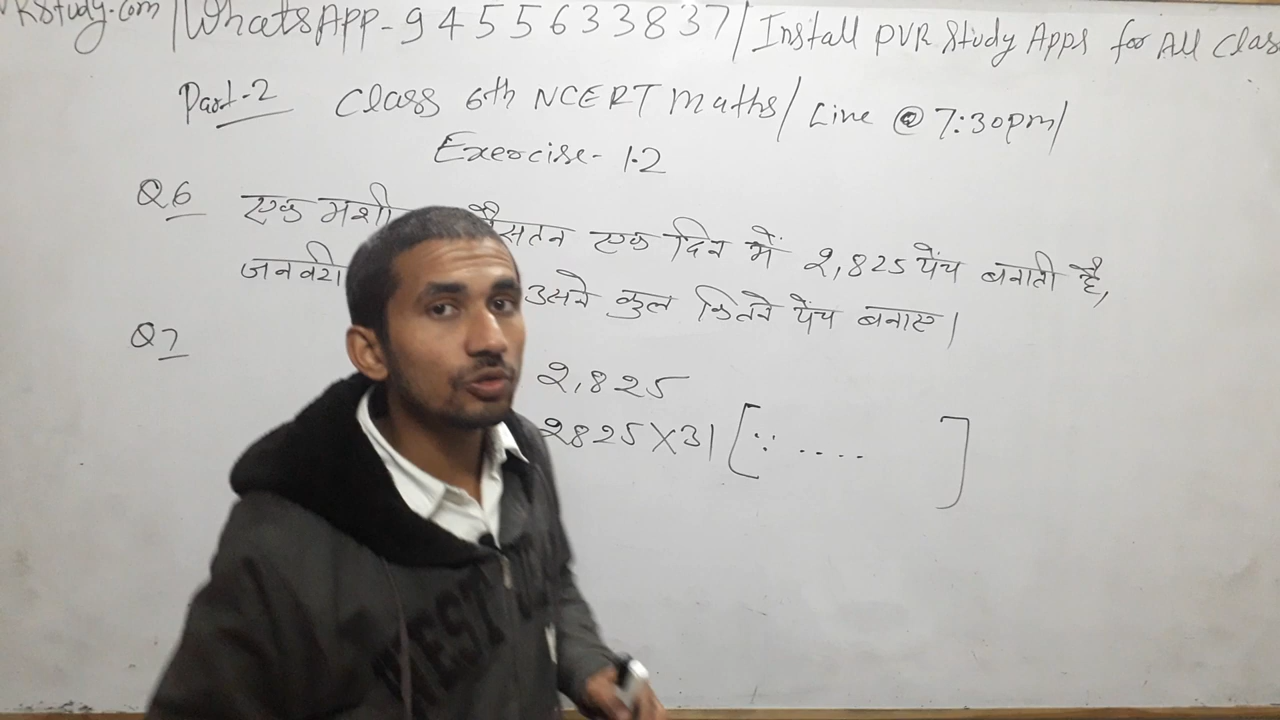 Study.com | WhatsApp - 9455633837 | Install PVR Study Apps for All
Part-2 Class 6th NCERT Maths / Live @ 7:30pm/
Exercise - 1.2
Q6 एक मशी औसतन एक दिन में 2,825 पेंच बनाती है,
जनवरी उसने कुल कितने पेंच बनाए।
Q7
2,825
2825 X 31 [∵ ..... ]
WEST